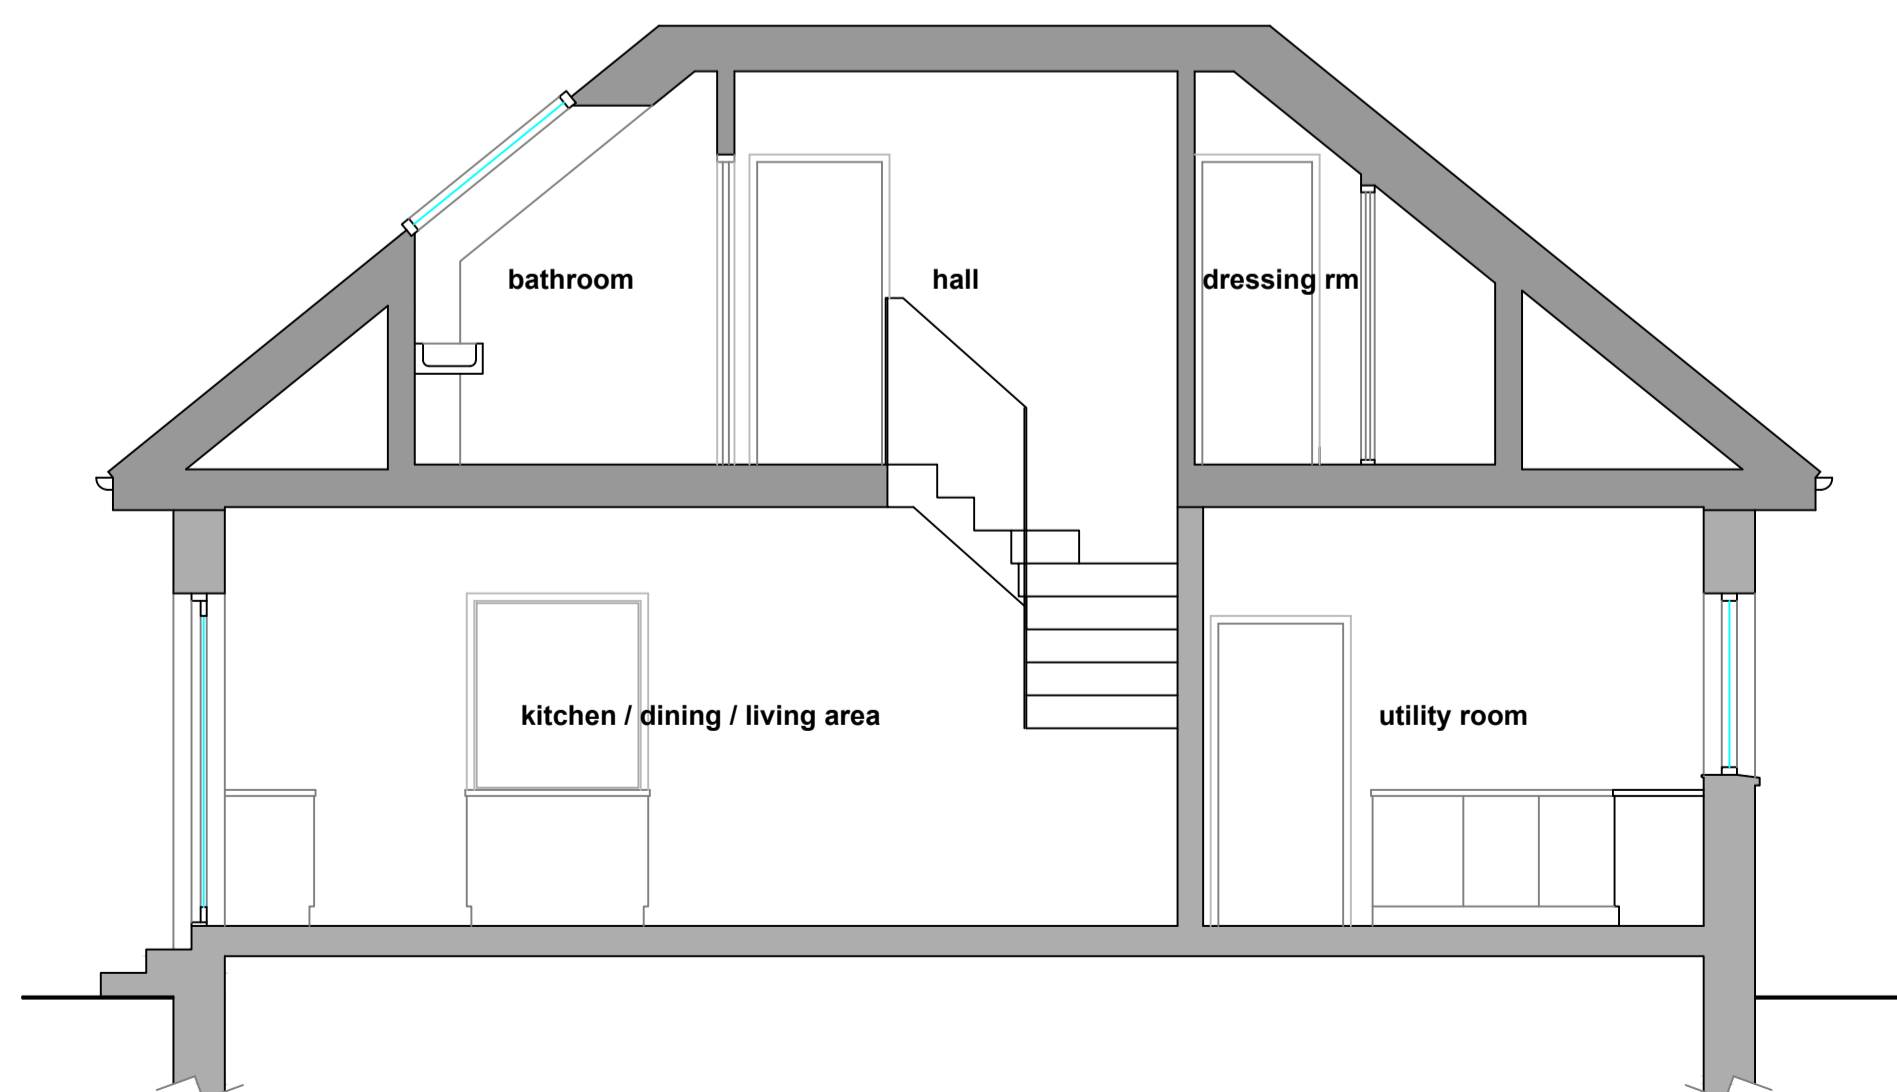 bathroom
hall
dressing rm
kitchen / dining / living area
utility room